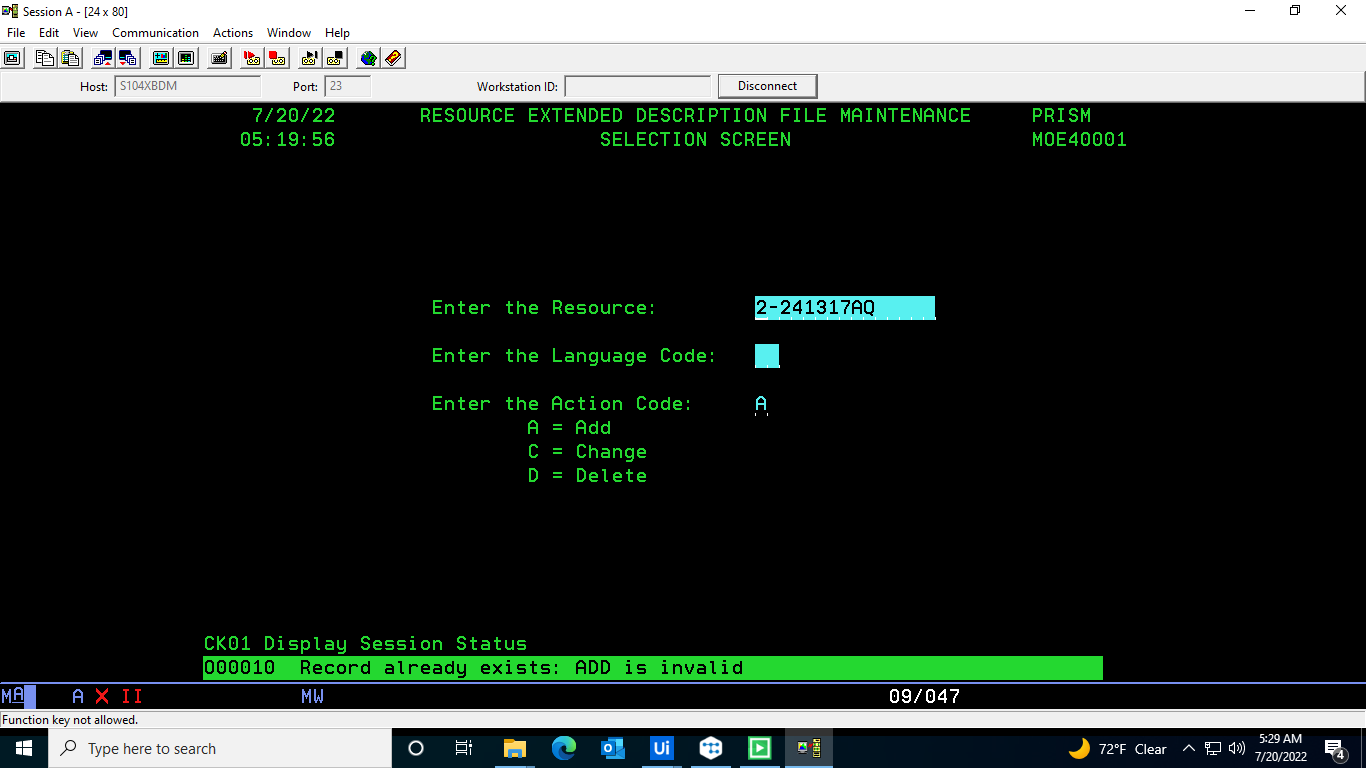 Session A - [24 x 80]
File Edit View Communication Actions Window Help
Host: S104XBDM Port: 23 Workstation ID: Disconnect
7/20/22 RESOURCE EXTENDED DESCRIPTION FILE MAINTENANCE PRISM
05:19:56 SELECTION SCREEN MOE40001
Enter the Resource: 2-241317AQ
Enter the Language Code:
Enter the Action Code: A
A = Add
C = Change
D = Delete
CK01 Display Session Status
000010 Record already exists: ADD is invalid
MA A X II MW 09/047
Function key not allowed.
Type here to search Ui 72°F Clear 5:29 AM
7/20/2022 4